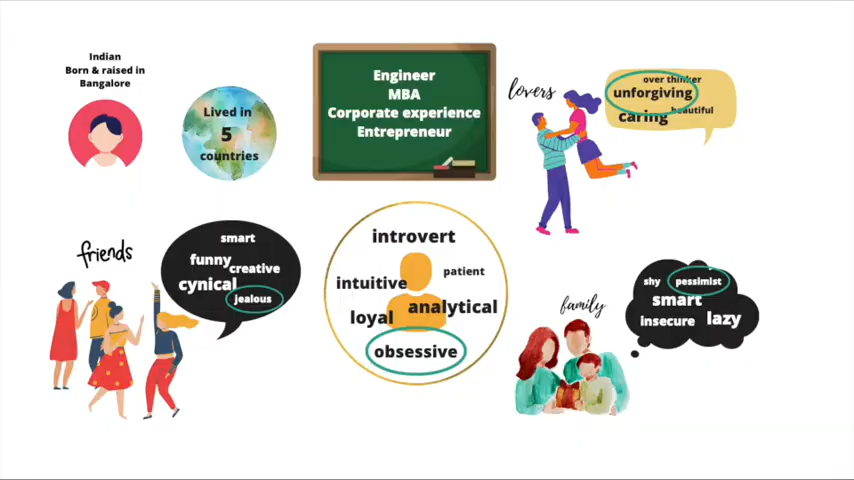 Indian
Born & raised in
Bangalore
Lived in
5
countries
Engineer
MBA
Corporate experience
Entrepreneur
lovers
over thinker
unforgiving
beautiful
caring
friends
smart
funny
creative
cynical
jealous
introvert
patient
intuitive
analytical
loyal
obsessive
family
shy
pessimist
smart
insecure
lazy